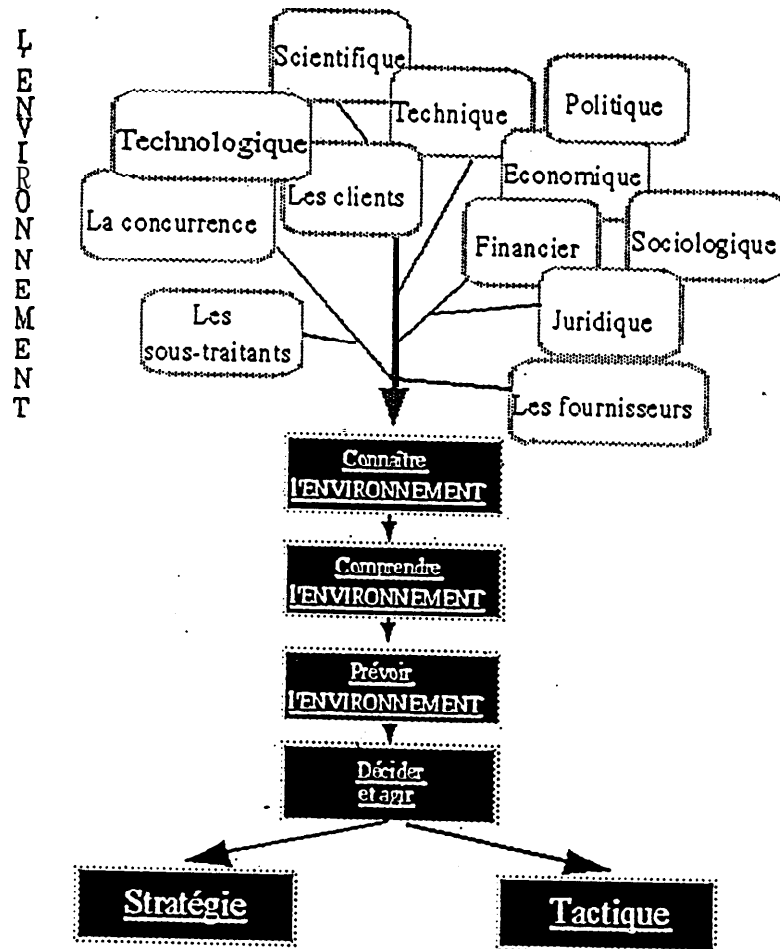 L'ENVIRONNEMENT
Scientifique
Technique
Politique
Technologique
Economique
Les clients
La concurrence
Financier
Sociologique
Les
sous-traitants
Juridique
Les fournisseurs
Connaître
l'ENVIRONNEMENT
Comprendre
l'ENVIRONNEMENT
Prévoir
l'ENVIRONNEMENT
Décider
et agir
Stratégie
Tactique